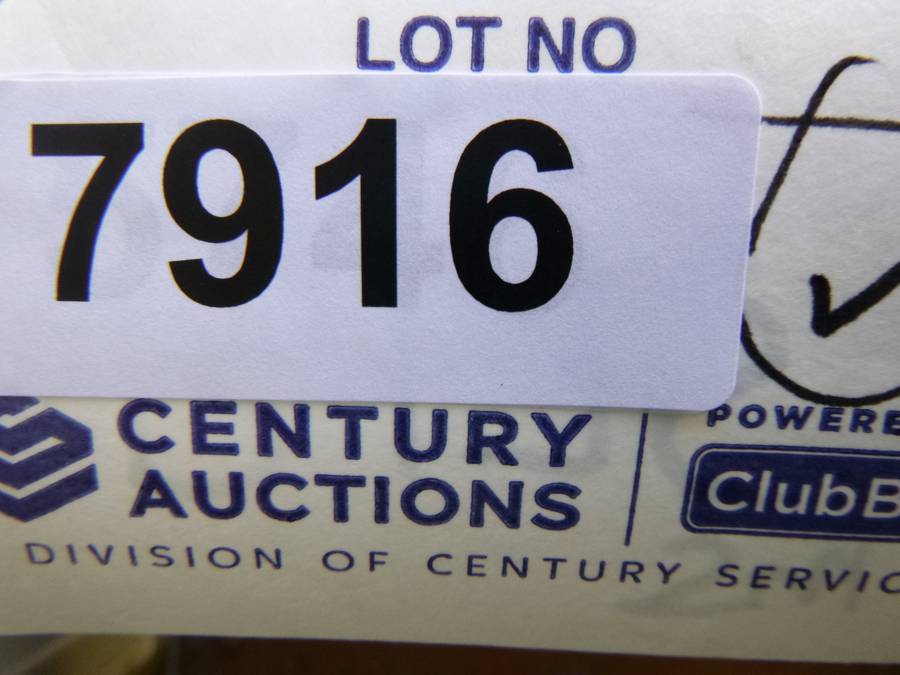 LOT NO
7916
CENTURY
AUCTIONS
POWERE
ClubB
DIVISION OF CENTURY SERVIC